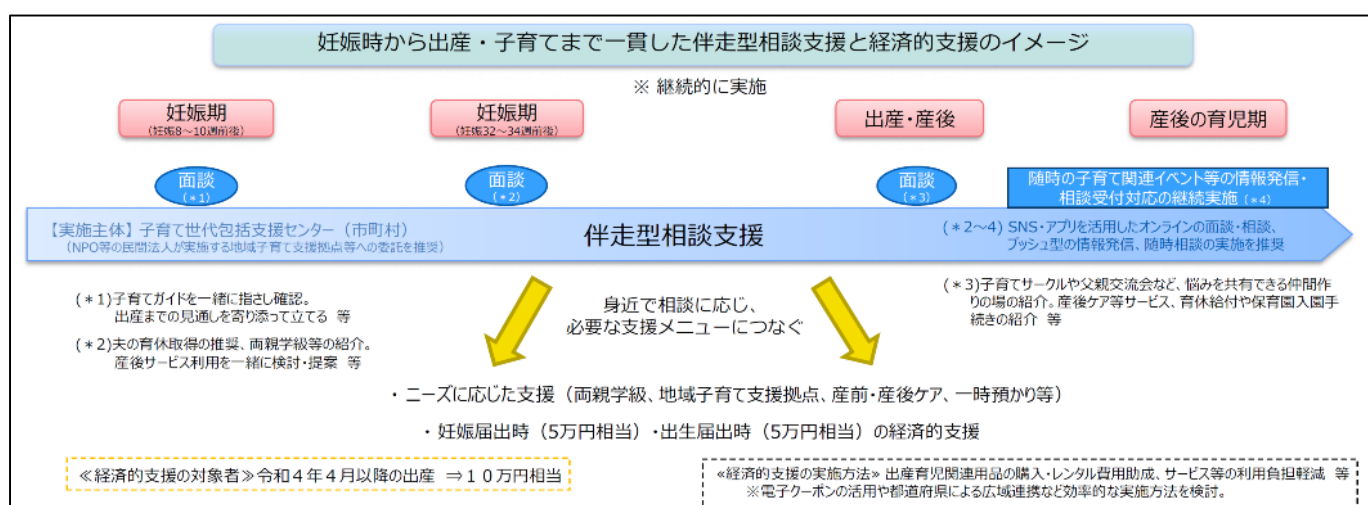 妊娠時から出産・子育てまで一貫した伴走型相談支援と経済的支援のイメージ
※ 継続的に実施
妊娠期
(妊娠8～10週前後)
妊娠期
(妊娠32～34週前後)
出産・産後
産後の育児期
面談
(*1)
面談
(*2)
面談
(*3)
随時の子育て関連イベント等の情報発信・
相談受付対応の継続実施 (*4)
【実施主体】子育て世代包括支援センター（市町村）
（NPO等の民間法人が実施する地域子育て支援拠点等への委託を推奨）
伴走型相談支援
(*2～4) SNS・アプリを活用したオンラインの面談・相談、
プッシュ型の情報発信、随時相談の実施を推奨
(*1)子育てガイドを一緒に指さし確認。
出産までの見通しを寄り添って立てる 等
(*2)夫の育休取得の推奨、両親学級等の紹介。
産後サービス利用を一緒に検討・提案 等
身近で相談に応じ、
必要な支援メニューにつなぐ
(*3)子育てサークルや父親交流会など、悩みを共有できる仲間作
りの場の紹介。産後ケア等サービス、育休給付や保育園入園手
続きの紹介 等
・ ニーズに応じた支援（両親学級、地域子育て支援拠点、産前・産後ケア、一時預かり等）
・ 妊娠届出時（5万円相当）・出生届出時（5万円相当）の経済的支援
≪経済的支援の対象者≫令和４年４月以降の出産 ⇒１０万円相当
≪経済的支援の実施方法≫ 出産育児関連用品の購入・レンタル費用助成、サービス等の利用負担軽減 等
※電子クーポンの活用や都道府県による広域連携など効率的な実施方法を検討。